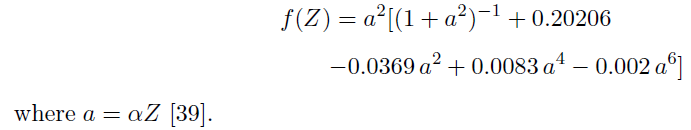 f(Z) = a²[(1 + a²)⁻¹ + 0.20206
−0.0369 a² + 0.0083 a⁴ − 0.002 a⁶]
where a = αZ [39].